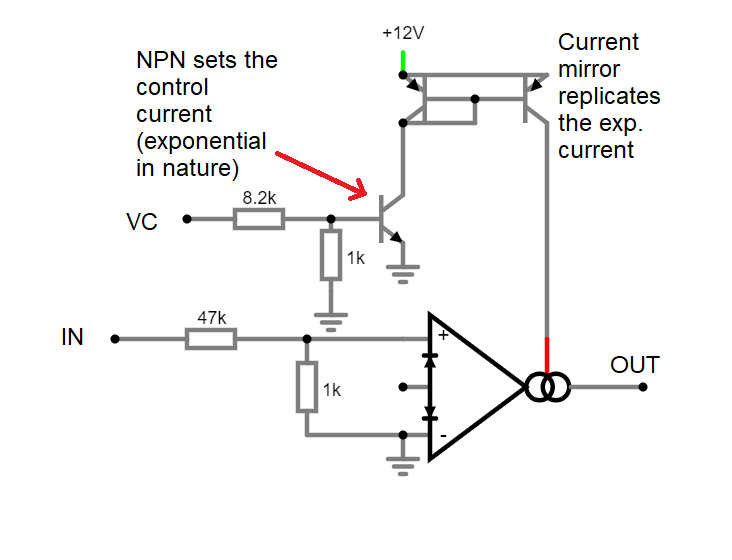 +12V
NPN sets the
control
current
(exponential
in nature)
Current
mirror
replicates
the exp.
current
8.2k
VC
1k
47k
IN
1k
+
-
OUT